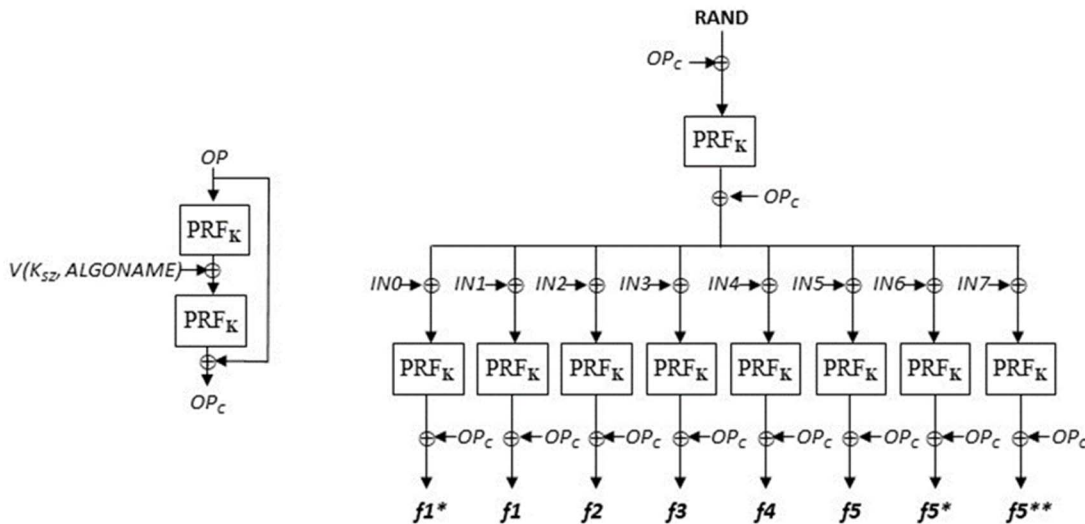 RAND
OPc
PRFK
OPc
OP
PRFK
V(Ksz, ALGONAME)
PRFK
OPc
IN0 IN1 IN2 IN3 IN4 IN5 IN6 IN7
PRFK PRFK PRFK PRFK PRFK PRFK PRFK PRFK
OPc OPc OPc OPc OPc OPc OPc OPc
f1* f1 f2 f3 f4 f5 f5* f5**